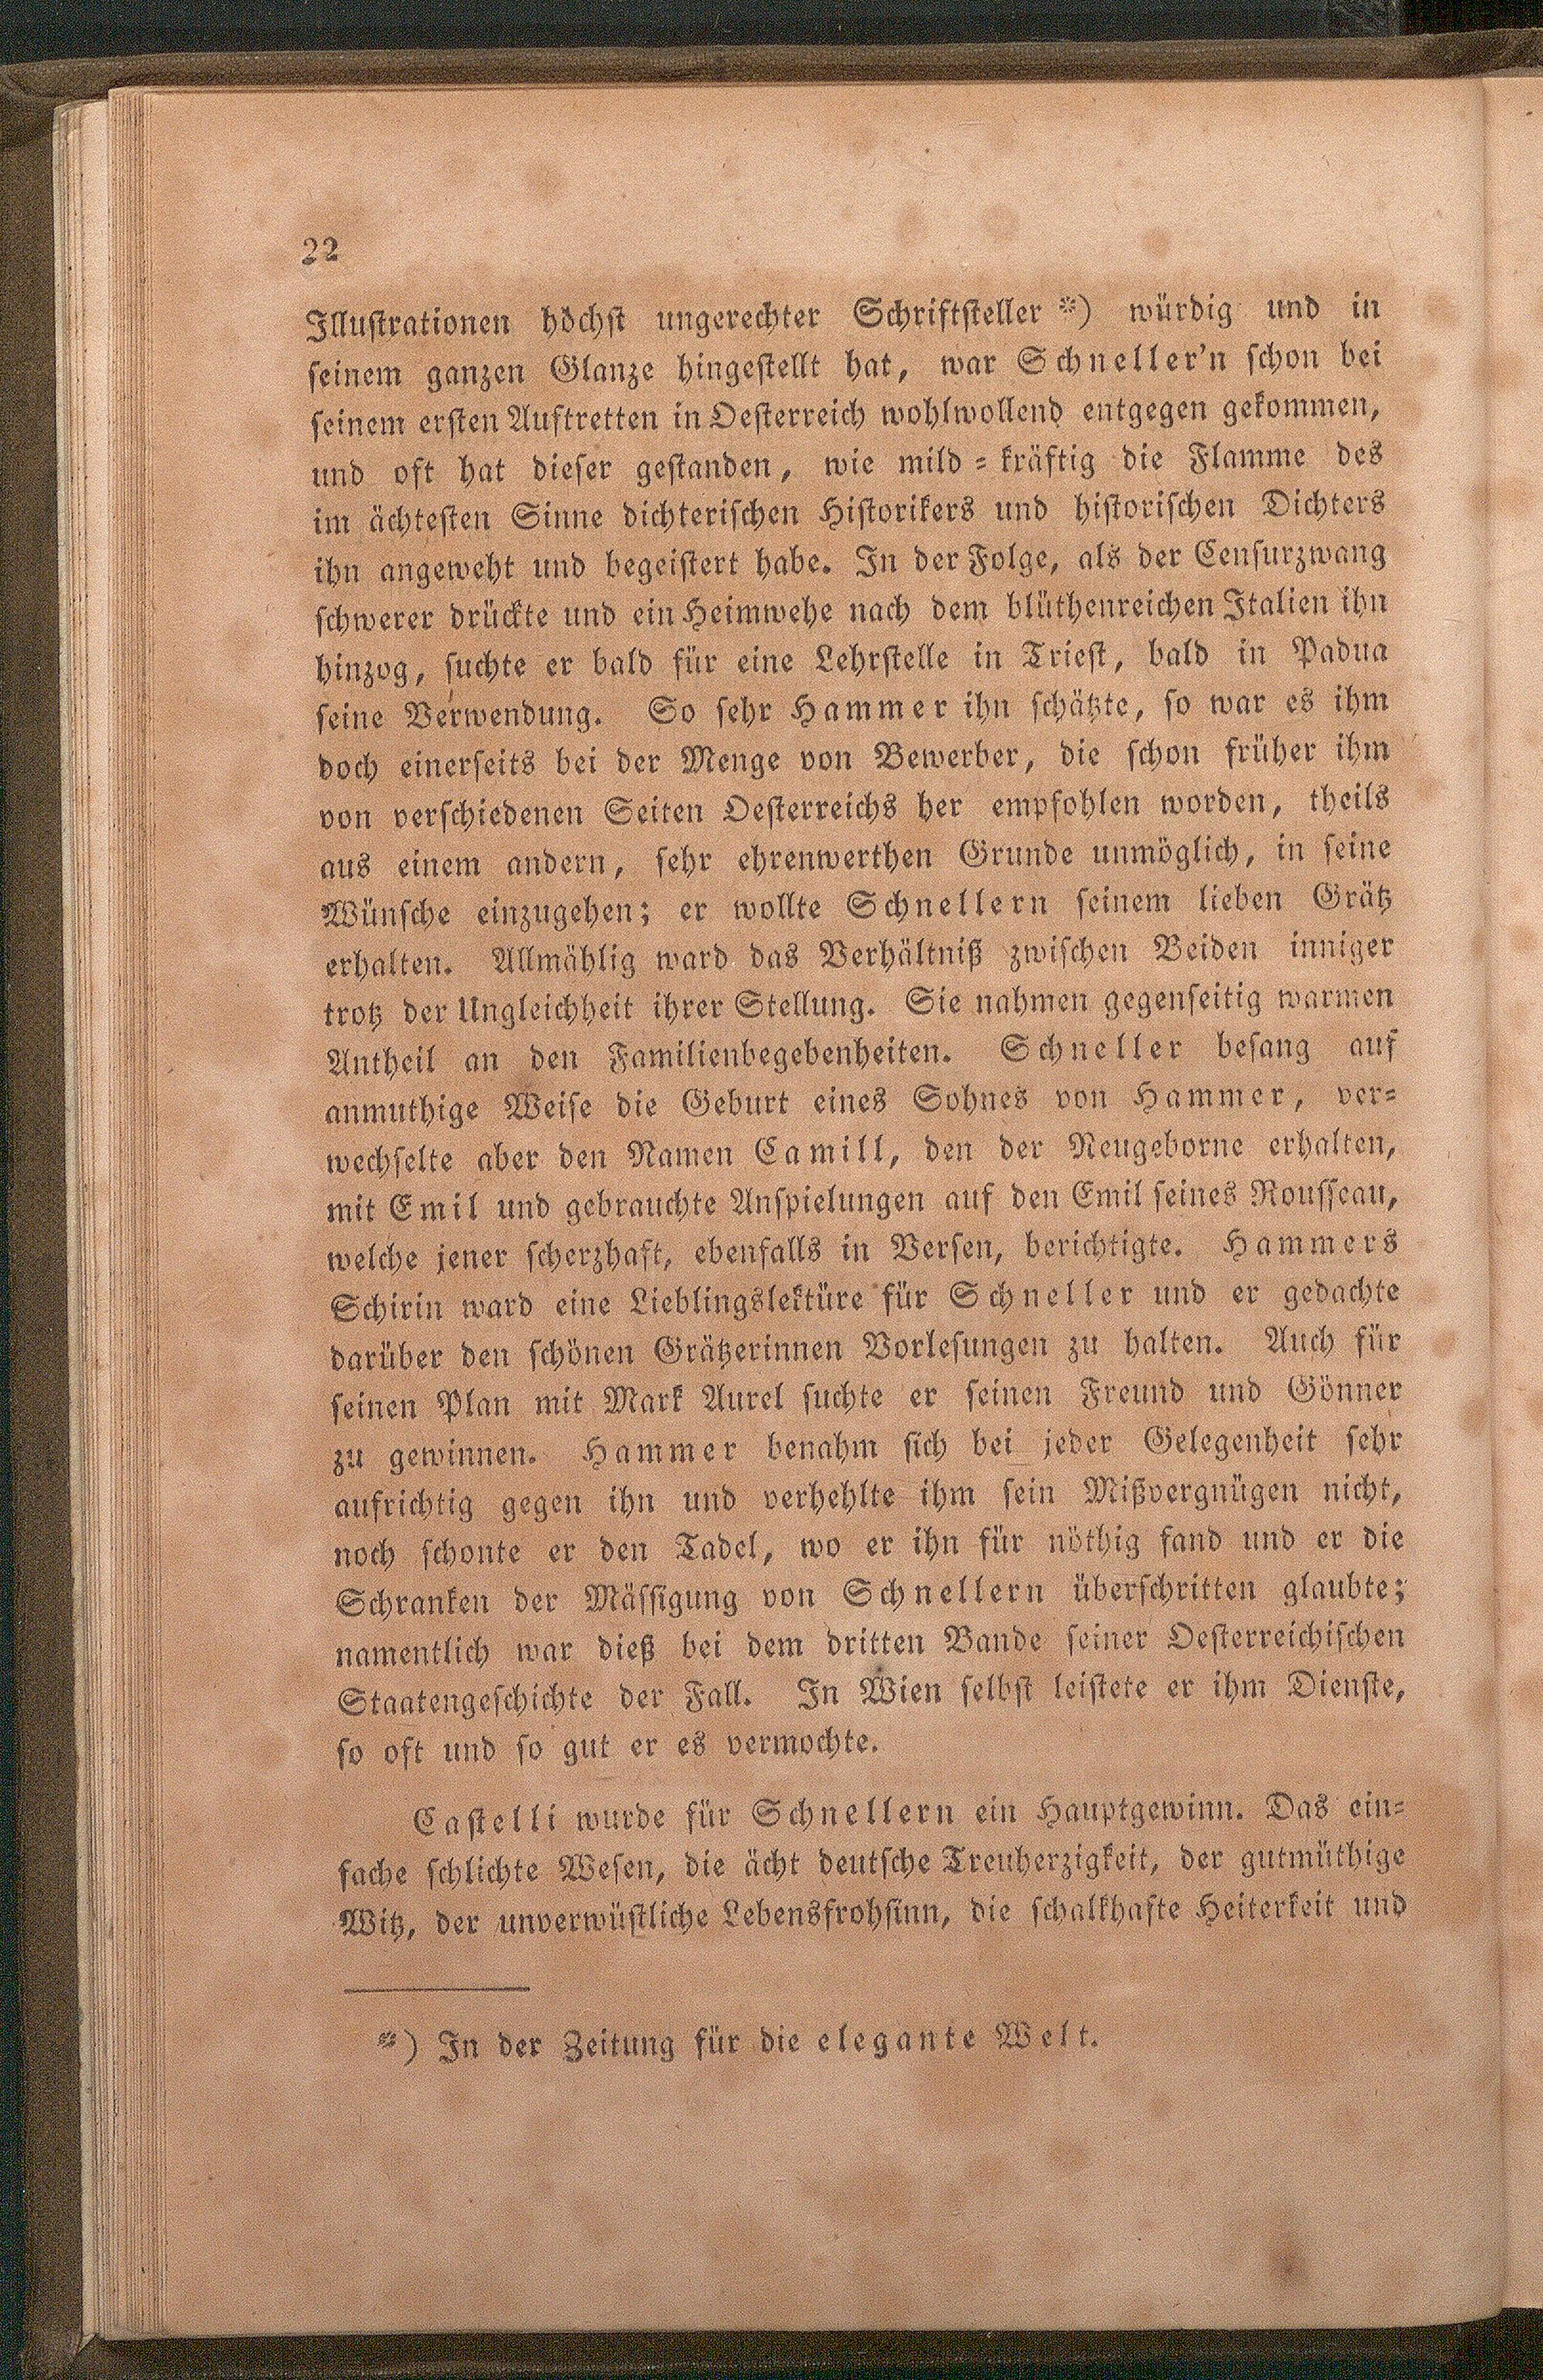 22
Illustrationen höchst ungerechter Schriftsteller *) würdig und in
seinem ganzen Glanze hingestellt hat, war Schneller'n schon bei
seinem ersten Auftretten in Oesterreich wohlwollend entgegen gekommen,
und oft hat dieser gestanden, wie mild-kräftig die Flamme des
im ächtesten Sinne dichterischen Historikers und historischen Dichters
ihn angeweht und begeistert habe. In der Folge, als der Censurzwang
schwerer drückte und ein Heimwehe nach dem blüthenreichen Italien ihn
hinzog, suchte er bald für eine Lehrstelle in Triest, bald in Padua
seine Verwendung. So sehr Hammer ihn schätzte, so war es ihm
doch einerseits bei der Menge von Bewerber, die schon früher ihm
von verschiedenen Seiten Oesterreichs her empfohlen worden, theils
aus einem andern, sehr ehrenwerthen Grunde unmöglich, in seine
Wünsche einzugehen; er wollte Schnellern seinem lieben Grätz
erhalten. Allmählig ward das Verhältniß zwischen Beiden inniger
trotz der Ungleichheit ihrer Stellung. Sie nahmen gegenseitig warmen
Antheil an den Familienbegebenheiten. Schneller besang auf
anmuthige Weise die Geburt eines Sohnes von Hammer, ver-
wechselte aber den Namen Camill, den der Neugeborne erhalten,
mit Emil und gebrauchte Anspielungen auf den Emil seines Rousseau,
welche jener scherzhaft, ebenfalls in Versen, berichtigte. Hammers
Schirin ward eine Lieblingslektüre für Schneller und er gedachte
darüber den schönen Grätzerinnen Vorlesungen zu halten. Auch für
seinen Plan mit Mark Aurel suchte er seinen Freund und Gönner
zu gewinnen. Hammer benahm sich bei jeder Gelegenheit sehr
aufrichtig gegen ihn und verhehlte ihm sein Mißvergnügen nicht,
noch schonte er den Tadel, wo er ihn für nöthig fand und er die
Schranken der Mässigung von Schnellern überschritten glaubte;
namentlich war dieß bei dem dritten Bande seiner Oesterreichischen
Staatengeschichte der Fall. In Wien selbst leistete er ihm Dienste,
so oft und so gut er es vermochte.
Castelli wurde für Schnellern ein Hauptgewinn. Das ein-
fache schlichte Wesen, die ächt deutsche Treuherzigkeit, der gutmüthige
Witz, der unverwüstliche Lebensfrohsinn, die schalkhafte Heiterkeit und
*) In der Zeitung für die elegante Welt.